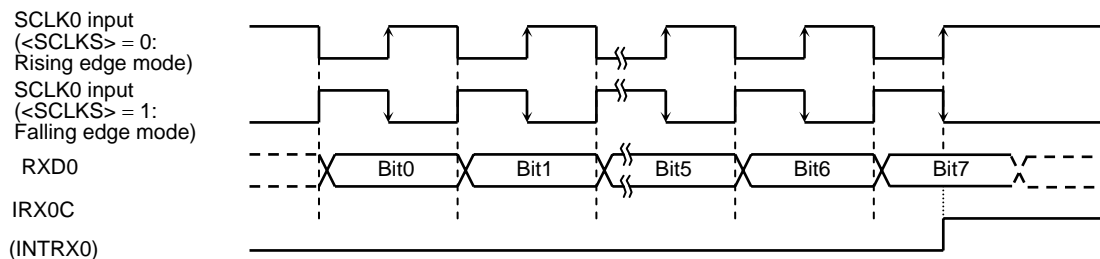 SCLK0 input
(<SCLKS> = 0:
Rising edge mode)
SCLK0 input
(<SCLKS> = 1:
Falling edge mode)
RXD0
Bit0
Bit1
Bit5
Bit6
Bit7
IRX0C
(INTRX0)